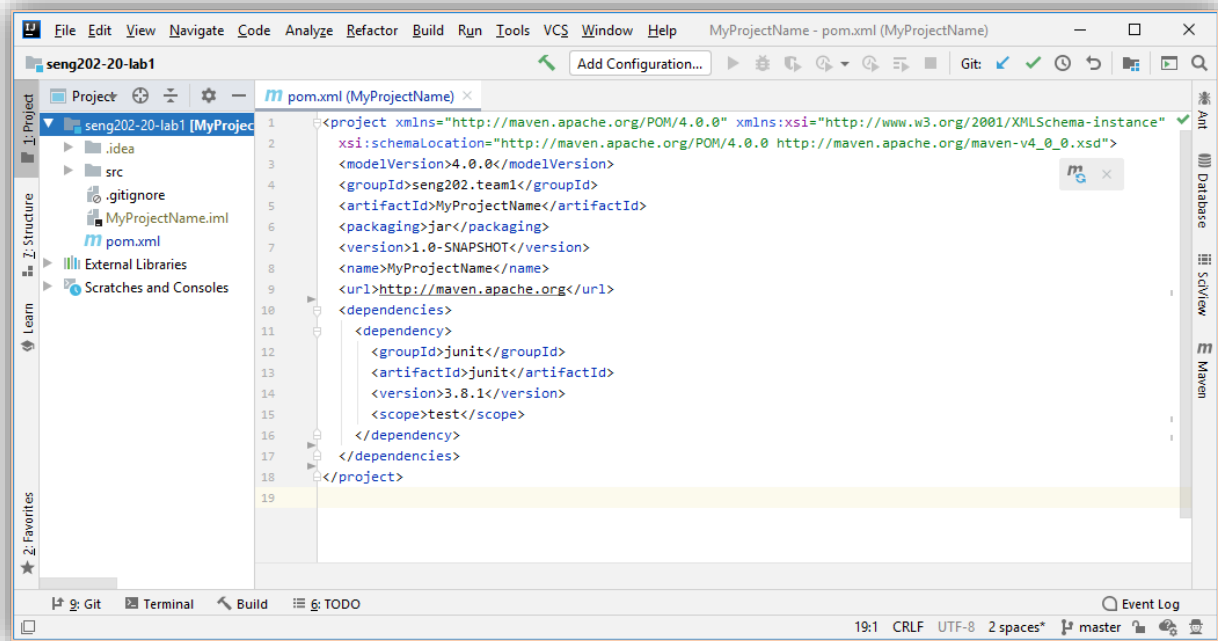 IJ File Edit View Navigate Code Analyze Refactor Build Run Tools VCS Window Help MyProjectName - pom.xml (MyProjectName)
seng202-20-lab1 Add Configuration... Git:
1: Project
7: Structure
Learn
2: Favorites
Project
seng202-20-lab1 [MyProjec
.idea
src
.gitignore
MyProjectName.iml
m pom.xml
External Libraries
Scratches and Consoles
m pom.xml (MyProjectName)
1 <project xmlns="http://maven.apache.org/POM/4.0.0" xmlns:xsi="http://www.w3.org/2001/XMLSchema-instance"
2 xsi:schemaLocation="http://maven.apache.org/POM/4.0.0 http://maven.apache.org/maven-v4_0_0.xsd">
3 <modelVersion>4.0.0</modelVersion>
4 <groupId>seng202.team1</groupId>
5 <artifactId>MyProjectName</artifactId>
6 <packaging>jar</packaging>
7 <version>1.0-SNAPSHOT</version>
8 <name>MyProjectName</name>
9 <url>http://maven.apache.org</url>
10 <dependencies>
11 <dependency>
12 <groupId>junit</groupId>
13 <artifactId>junit</artifactId>
14 <version>3.8.1</version>
15 <scope>test</scope>
16 </dependency>
17 </dependencies>
18 </project>
19
m
Ant
Database
SciView
m Maven
9: Git Terminal Build 6: TODO Event Log
19:1 CRLF UTF-8 2 spaces* master